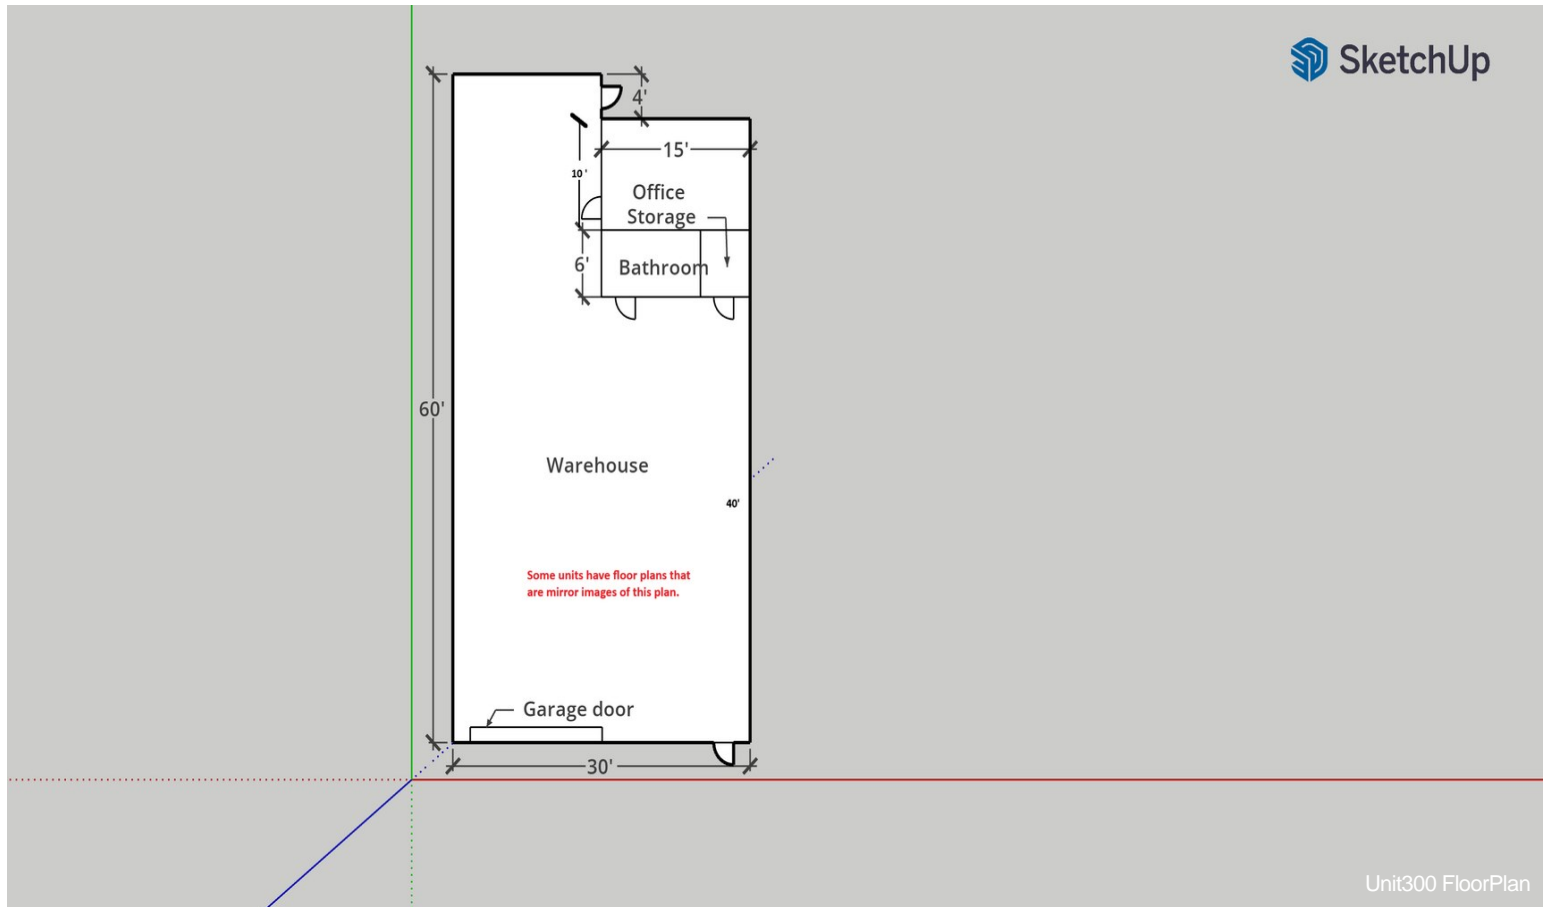 SketchUp
4'
15'
10 '
Office
Storage
6'
Bathroom
60'
Warehouse
40'
Some units have floor plans that
are mirror images of this plan.
Garage door
30'
Unit300 FloorPlan